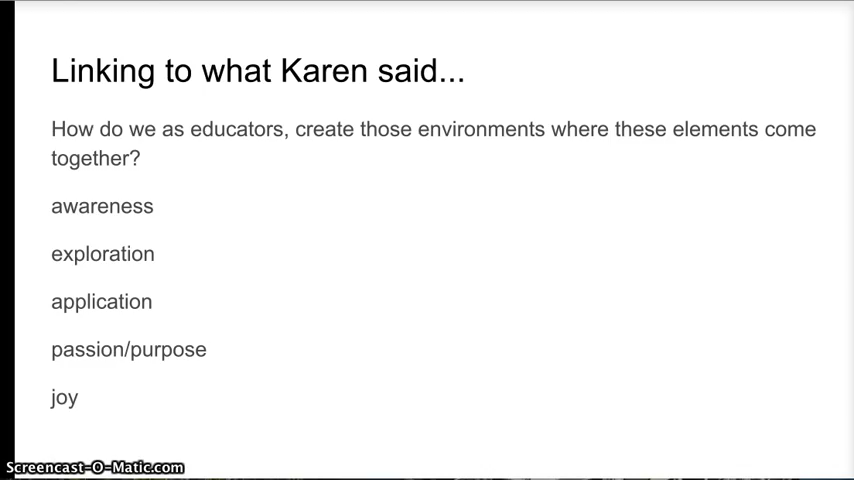 Linking to what Karen said...
How do we as educators, create those environments where these elements come
together?
awareness
exploration
application
passion/purpose
joy
Screencast-O-Matic.com